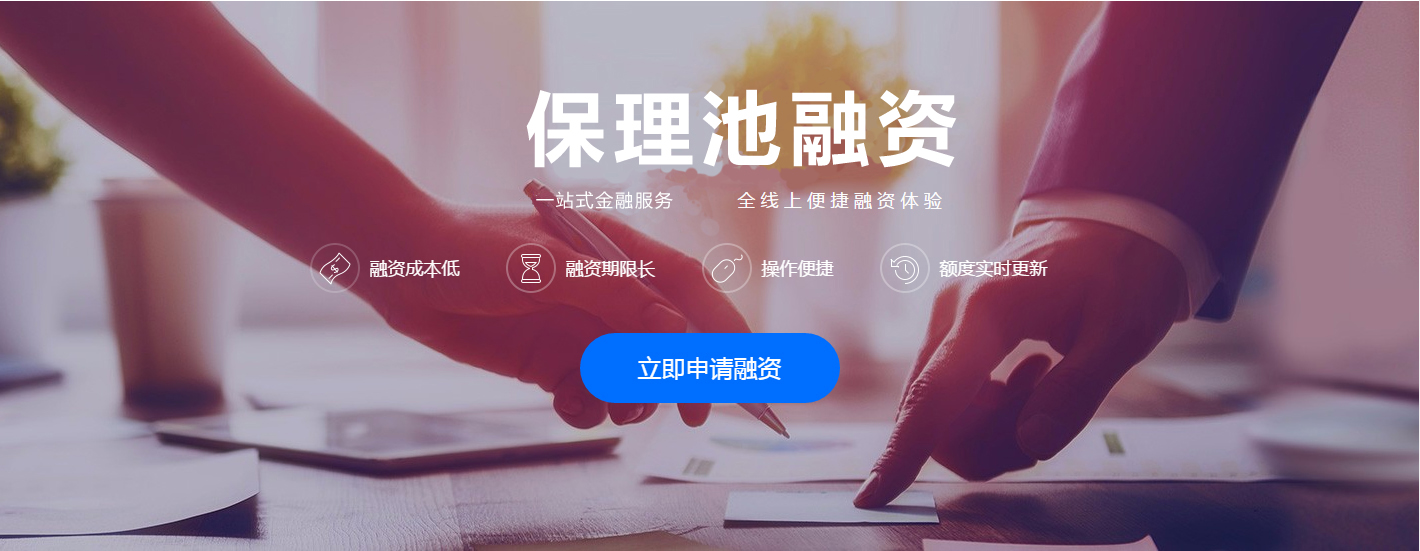 保理池融资
一站式金融服务 全线上便捷融资体验
融资成本低 融资期限长 操作便捷 额度实时更新
立即申请融资